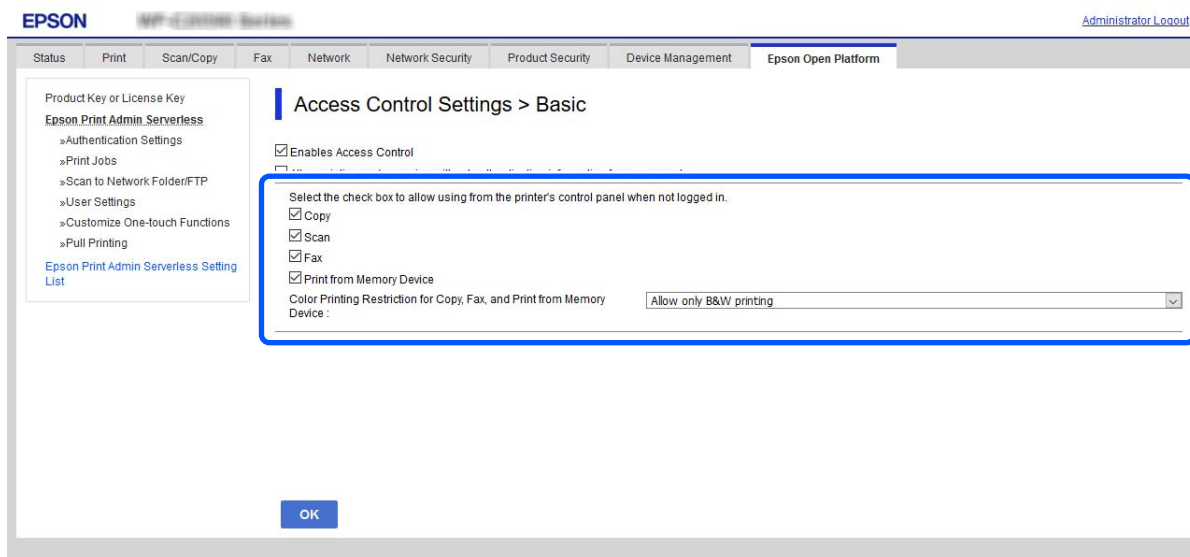 EPSON
Series
Administrator Logout
Status Print Scan/Copy Fax Network Network Security Product Security Device Management Epson Open Platform
Product Key or License Key
Epson Print Admin Serverless
»Authentication Settings
»Print Jobs
»Scan to Network Folder/FTP
»User Settings
»Customize One-touch Functions
»Pull Printing
Epson Print Admin Serverless Setting
List
Access Control Settings > Basic
Enables Access Control
Select the check box to allow using from the printer's control panel when not logged in.
Copy
Scan
Fax
Print from Memory Device
Color Printing Restriction for Copy, Fax, and Print from Memory
Device :
Allow only B&W printing
OK